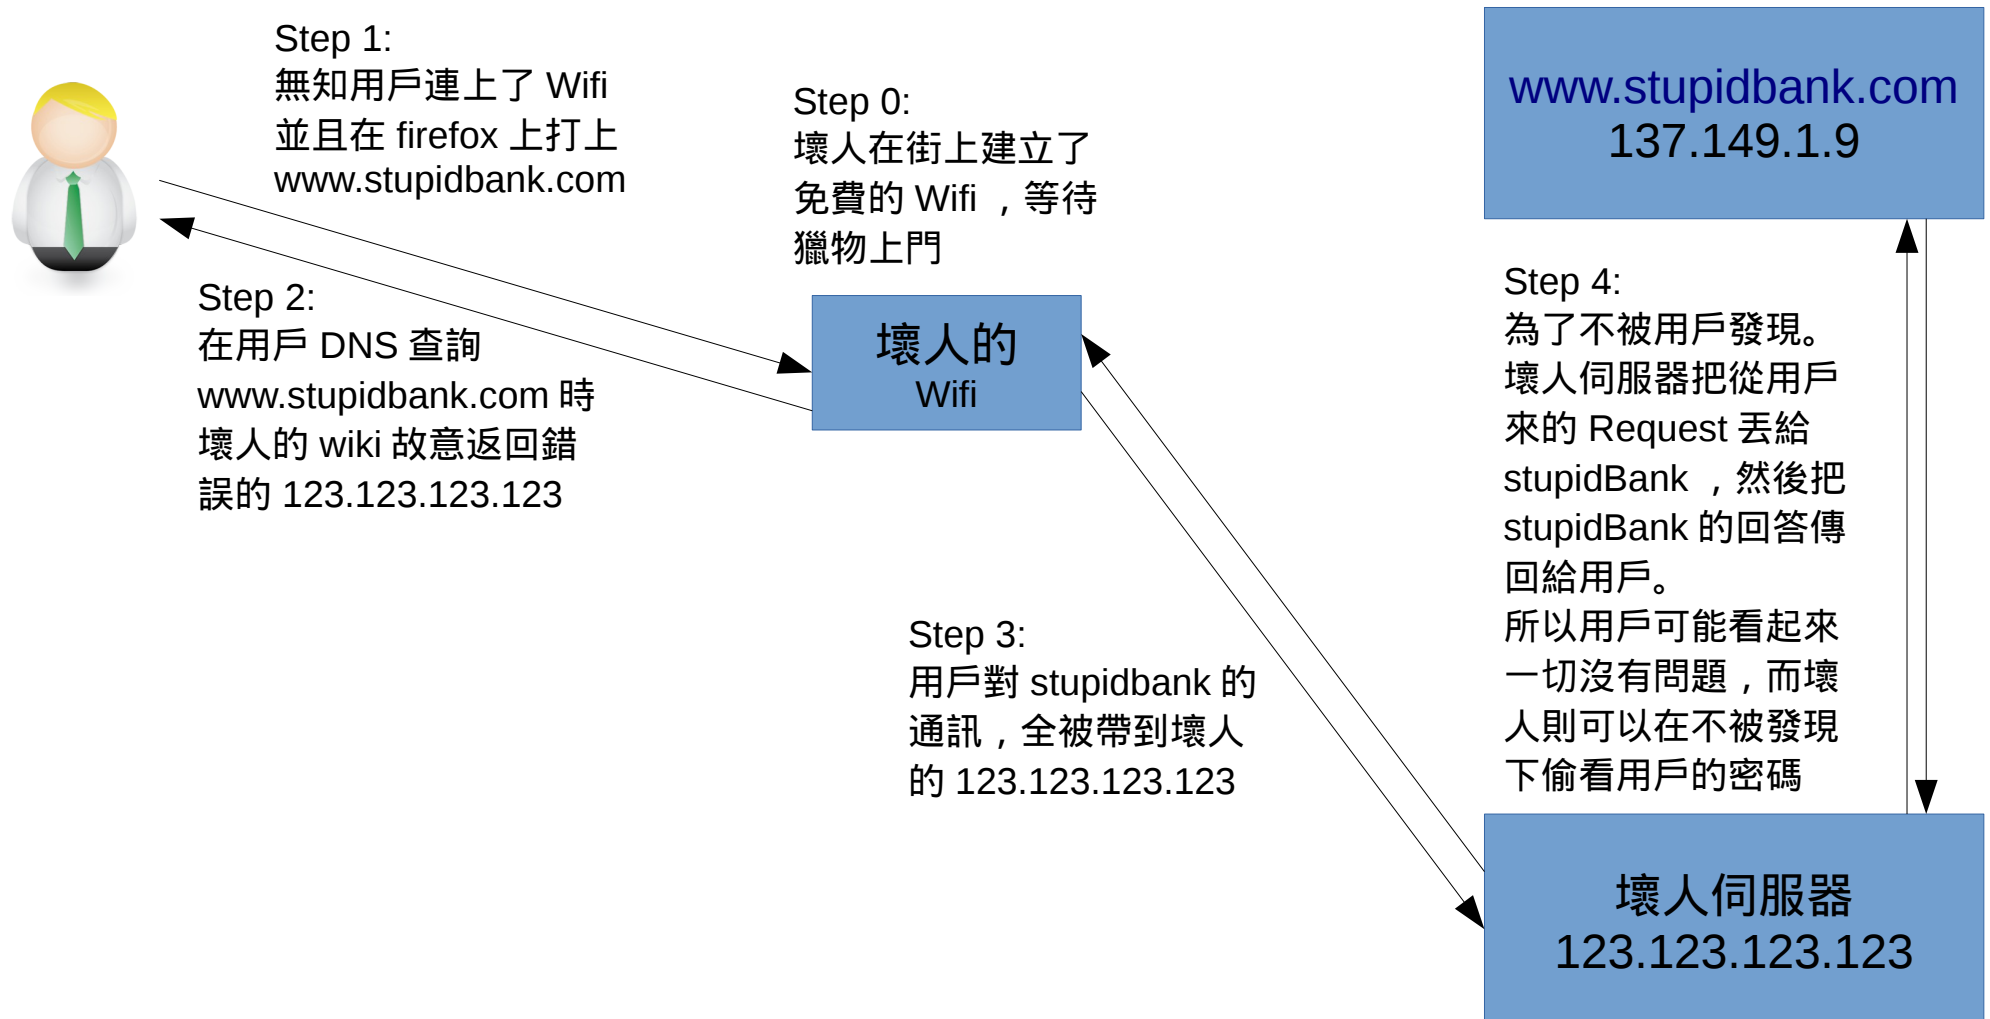 Step 1:
無知用戶連上了 Wifi
並且在 firefox 上打上
www.stupidbank.com
Step 0:
壞人在街上建立了
免費的 Wifi ，等待
獵物上門
www.stupidbank.com
137.149.1.9
Step 2:
在用戶 DNS 查詢
www.stupidbank.com 時
壞人的 wiki 故意返回錯
誤的 123.123.123.123
壞人的
Wifi
Step 4:
為了不被用戶發現。
壞人伺服器把從用戶
來的 Request 丟給
stupidBank ，然後把
stupidBank 的回答傳
回給用戶。
所以用戶可能看起來
一切沒有問題，而壞
人則可以在不被發現
下偷看用戶的密碼
Step 3:
用戶對 stupidbank 的
通訊，全被帶到壞人
的 123.123.123.123
壞人伺服器
123.123.123.123